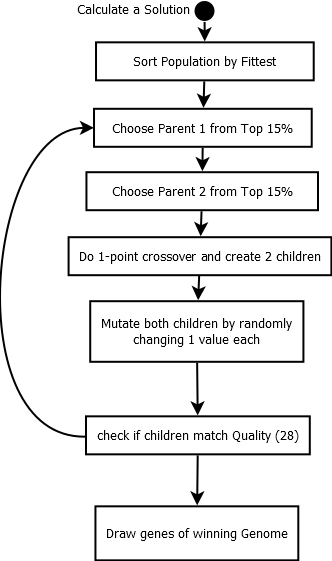 Calculate a Solution
Sort Population by Fittest
Choose Parent 1 from Top 15%
Choose Parent 2 from Top 15%
Do 1-point crossover and create 2 children
Mutate both children by randomly
changing 1 value each
check if children match Quality (28)
Draw genes of winning Genome